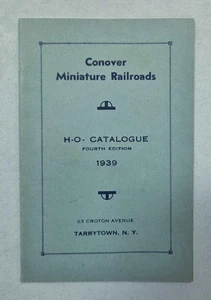 Conover
Miniature Railroads
H-O- CATALOGUE
FOURTH EDITION
1939
23 CROTON AVENUE
TARRYTOWN, N. Y.